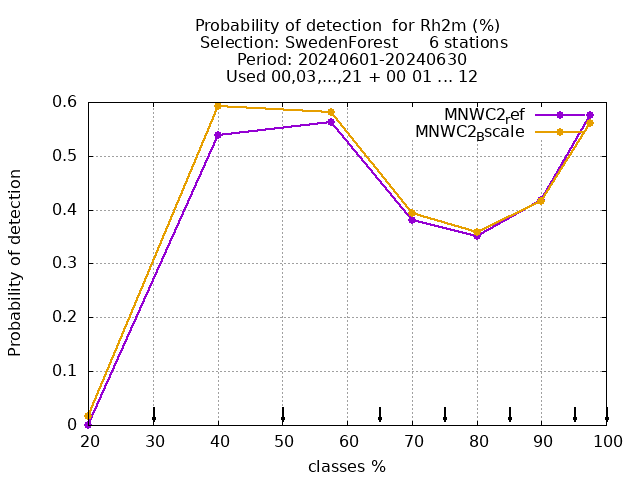 Probability of detection  for Rh2m (%)
Selection: SwedenForest      6 stations
Period: 20240601-20240630
Used 00,03,...,21 + 00 01 ... 12
MNWC2ref
MNWC2Bscale
Probability of detection
0.6
0.5
0.4
0.3
0.2
0.1
0
20 30 40 50 60 70 80 90 100
classes %